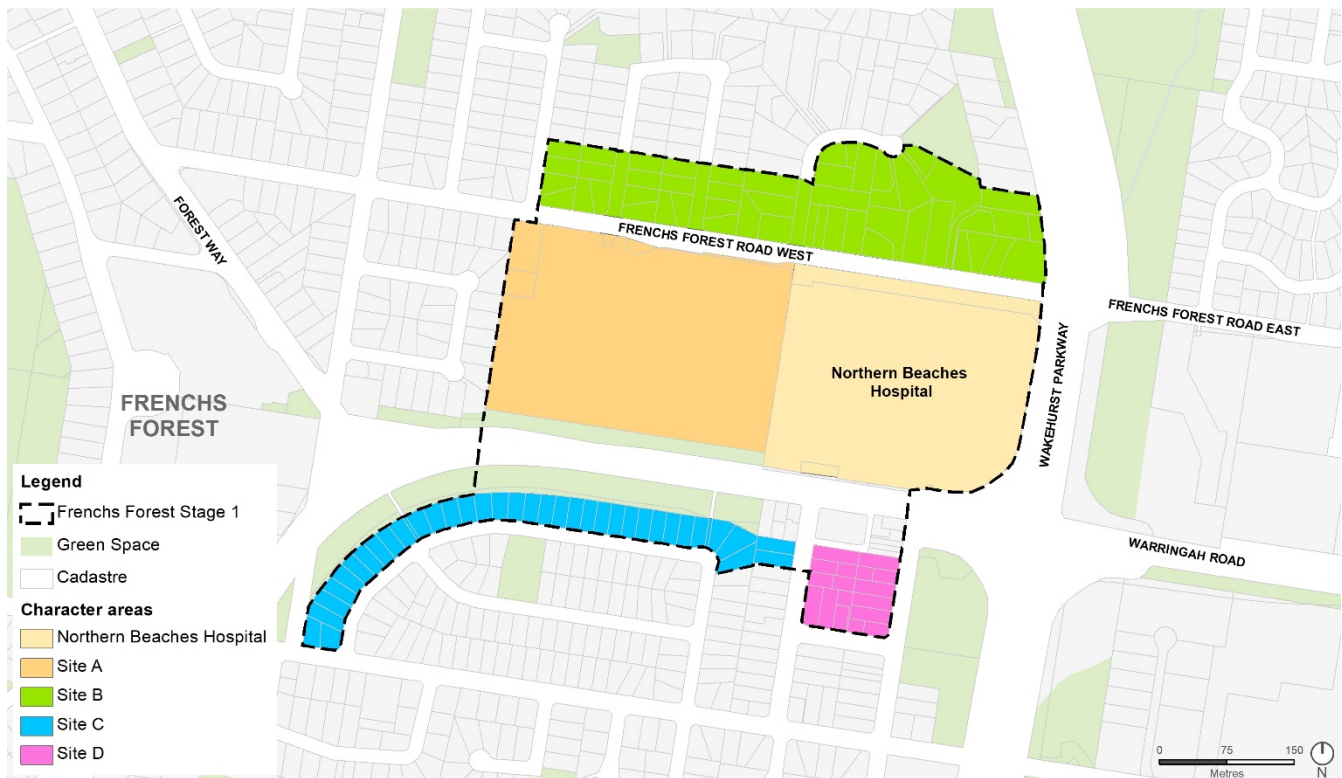 FOREST WAY
FRENCHS FOREST ROAD WEST
FRENCHS FOREST ROAD EAST
Northern Beaches
Hospital
WAKEHURST PARKWAY
FRENCHS
FOREST
WARRINGAH ROAD
Legend
Frenchs Forest Stage 1
Green Space
Cadastre
Character areas
Northern Beaches Hospital
Site A
Site B
Site C
Site D
0 75 150
Metres
N